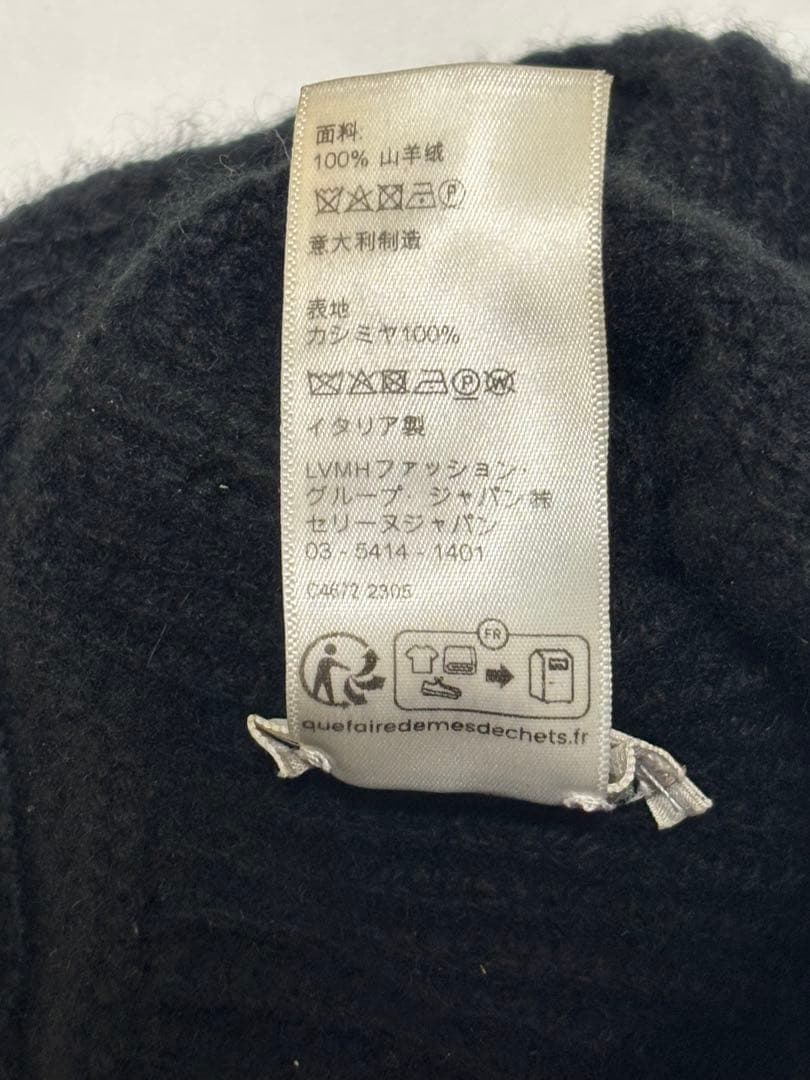 面料:
100% 山羊绒
P
意大利制造
表地
カシミヤ100%
P W
イタリア製
LVMHファッション・
グループ・ジャパン㈱
セリーヌジャパン
03 - 5414 - 1401
C4672 2305
FR
quefairedemesdechets.fr